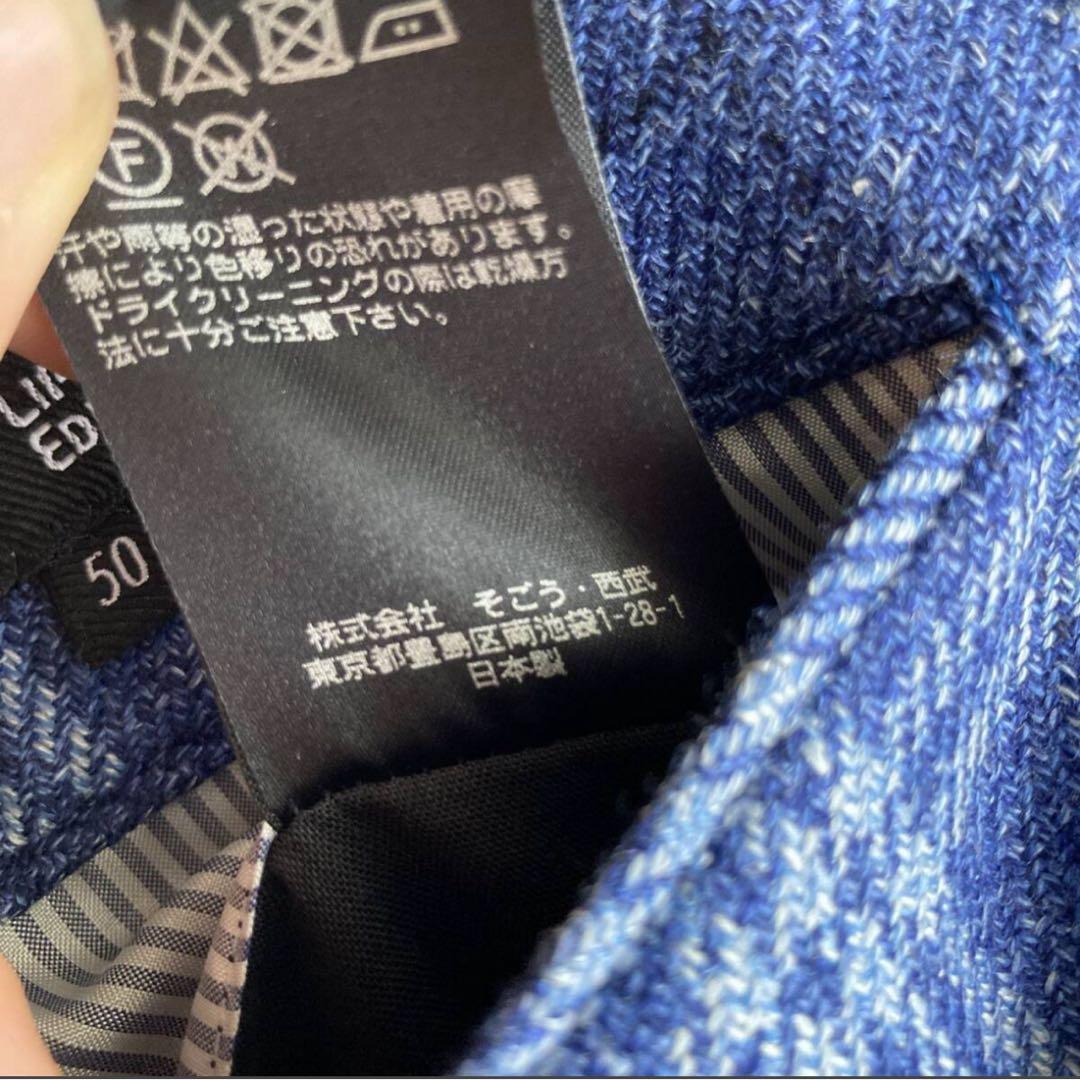 F
汗や雨等の湿った状態や着用の摩
擦により色移りの恐れがあります。
ドライクリーニングの際は乾燥方
法に十分ご注意下さい。
ED
50
株式会社 そごう・西武
東京都豊島区南池袋1-28-1
日本製